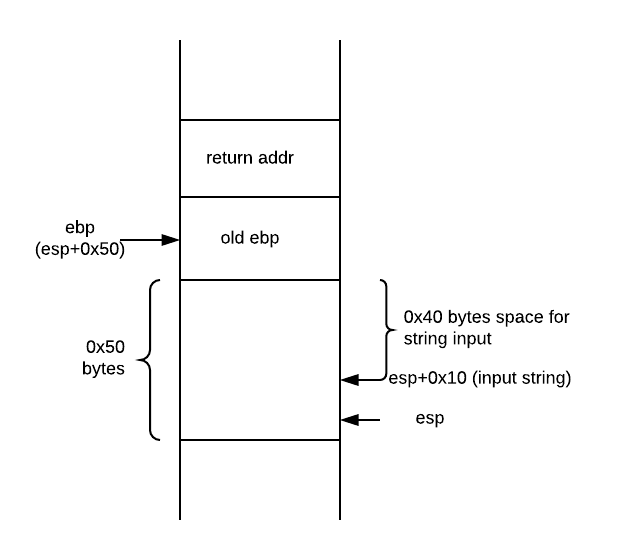 return addr
ebp
(esp+0x50)
old ebp
0x40 bytes space for
string input
0x50
bytes
esp+0x10 (input string)
esp